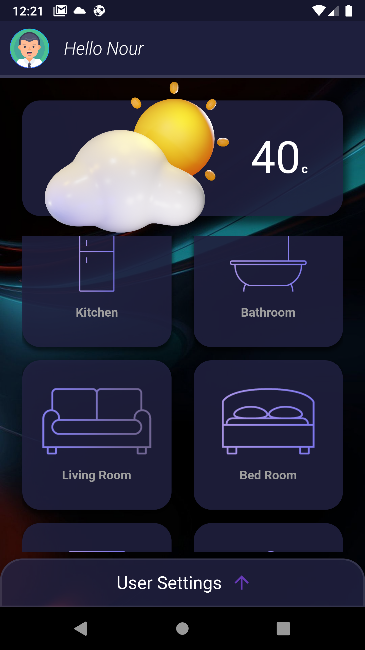 12:21
Hello Nour
40c
Kitchen
Bathroom
Living Room
Bed Room
User Settings